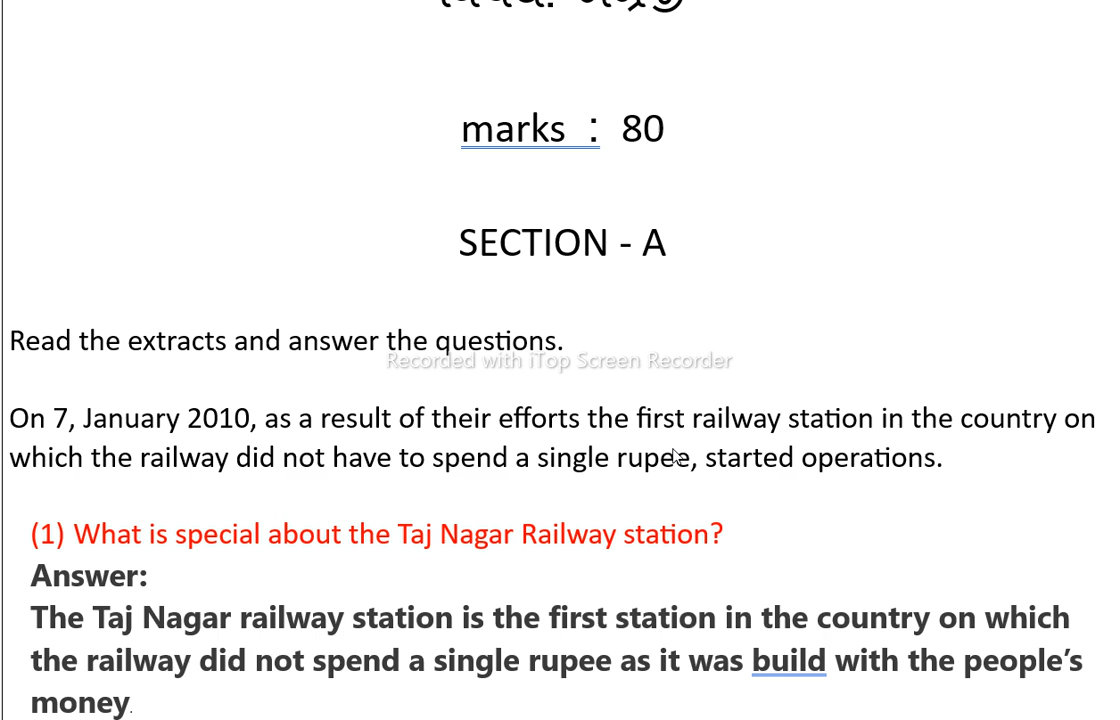 marks : 80
SECTION - A
Read the extracts and answer the questions.
Recorded with iTop Screen Recorder
On 7, January 2010, as a result of their efforts the first railway station in the country on
which the railway did not have to spend a single rupee, started operations.
(1) What is special about the Taj Nagar Railway station?
Answer:
The Taj Nagar railway station is the first station in the country on which
the railway did not spend a single rupee as it was build with the people’s
money.